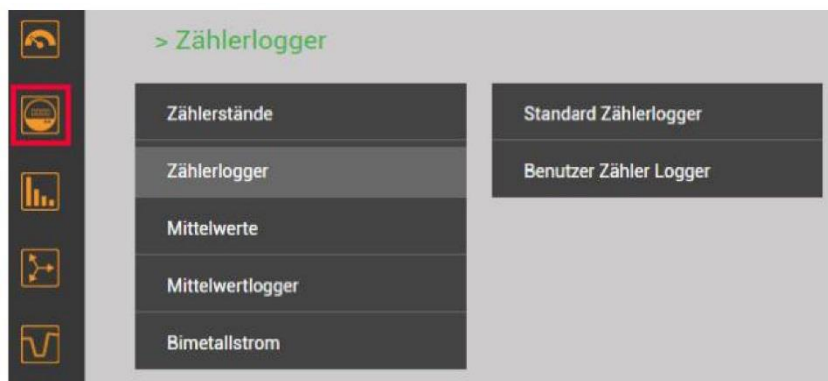 > Zählerlogger
Zählerstände
Zählerlogger
Mittelwerte
Mittelwertlogger
Bimetallstrom
Standard Zählerlogger
Benutzer Zähler Logger